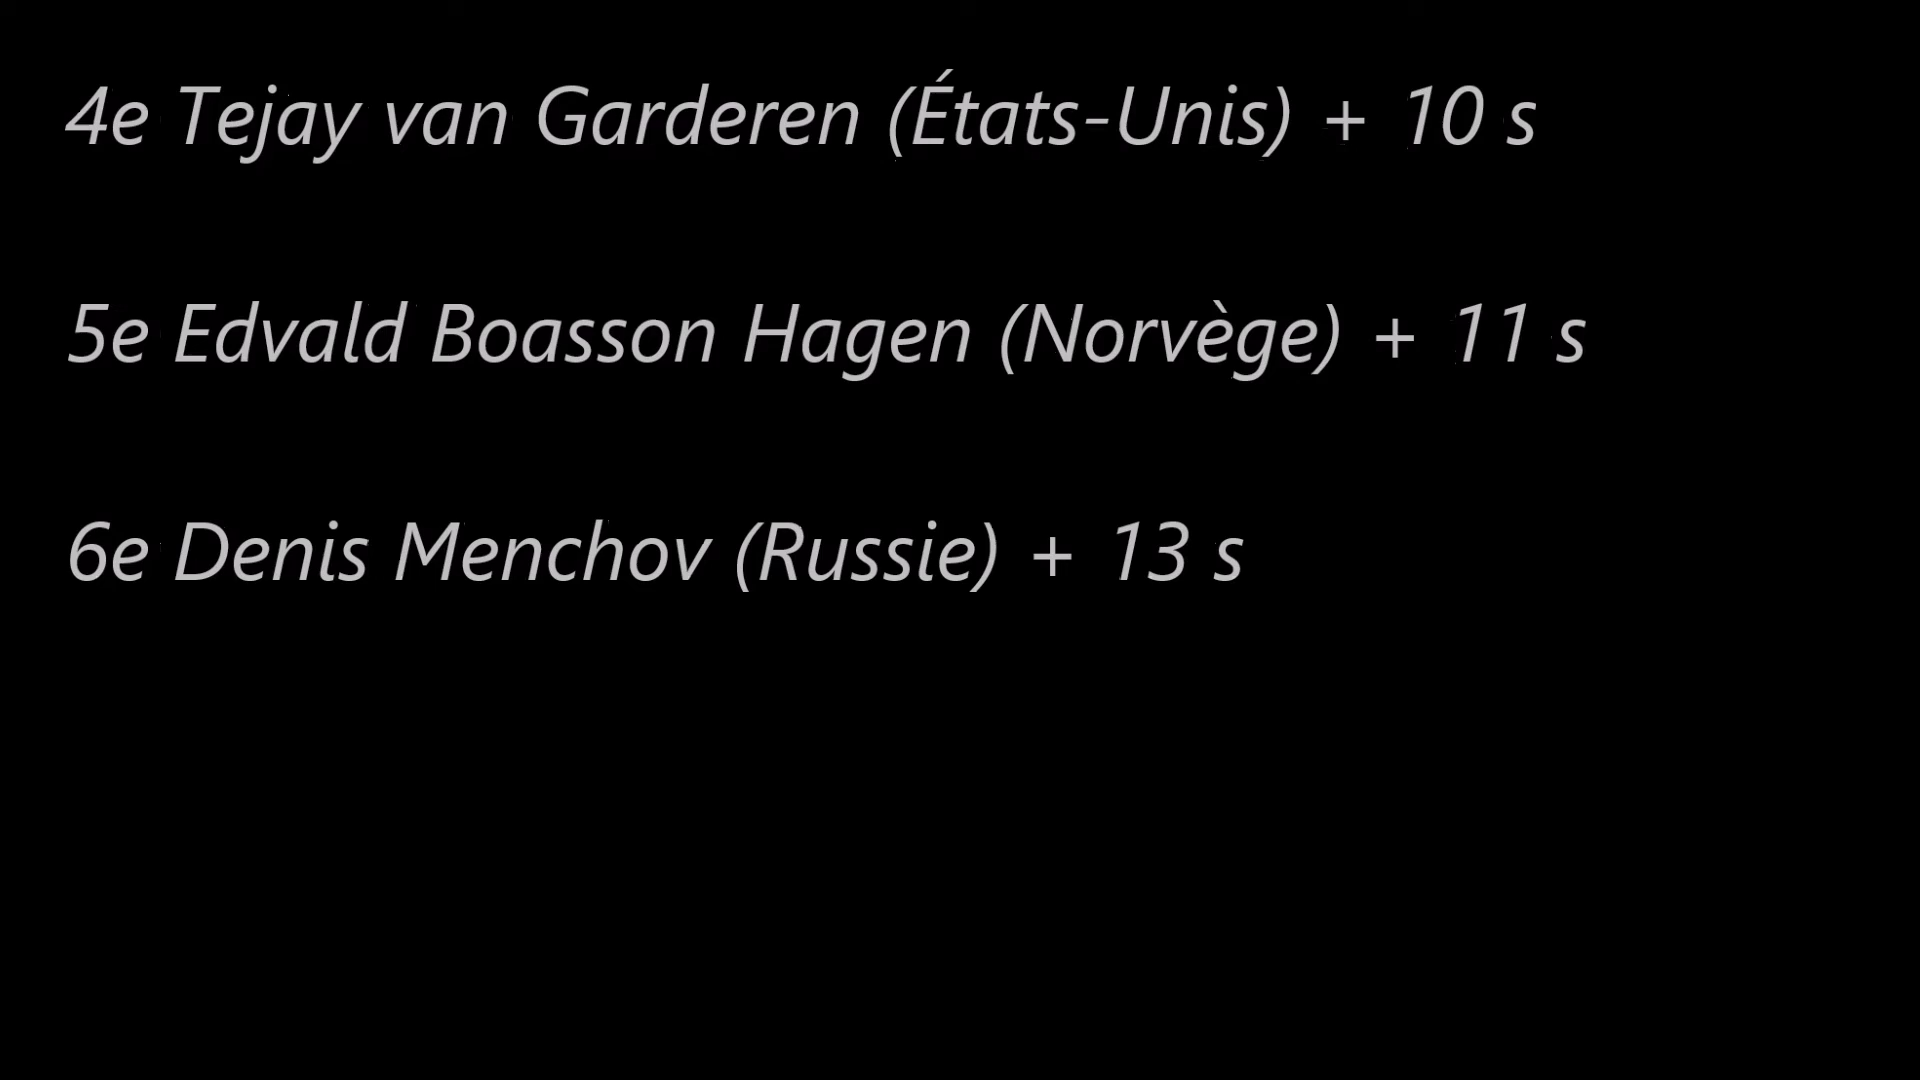 4e Tejay van Garderen (États-Unis) + 10 s
5e Edvald Boasson Hagen (Norvège) + 11 s
6e Denis Menchov (Russie) + 13 s